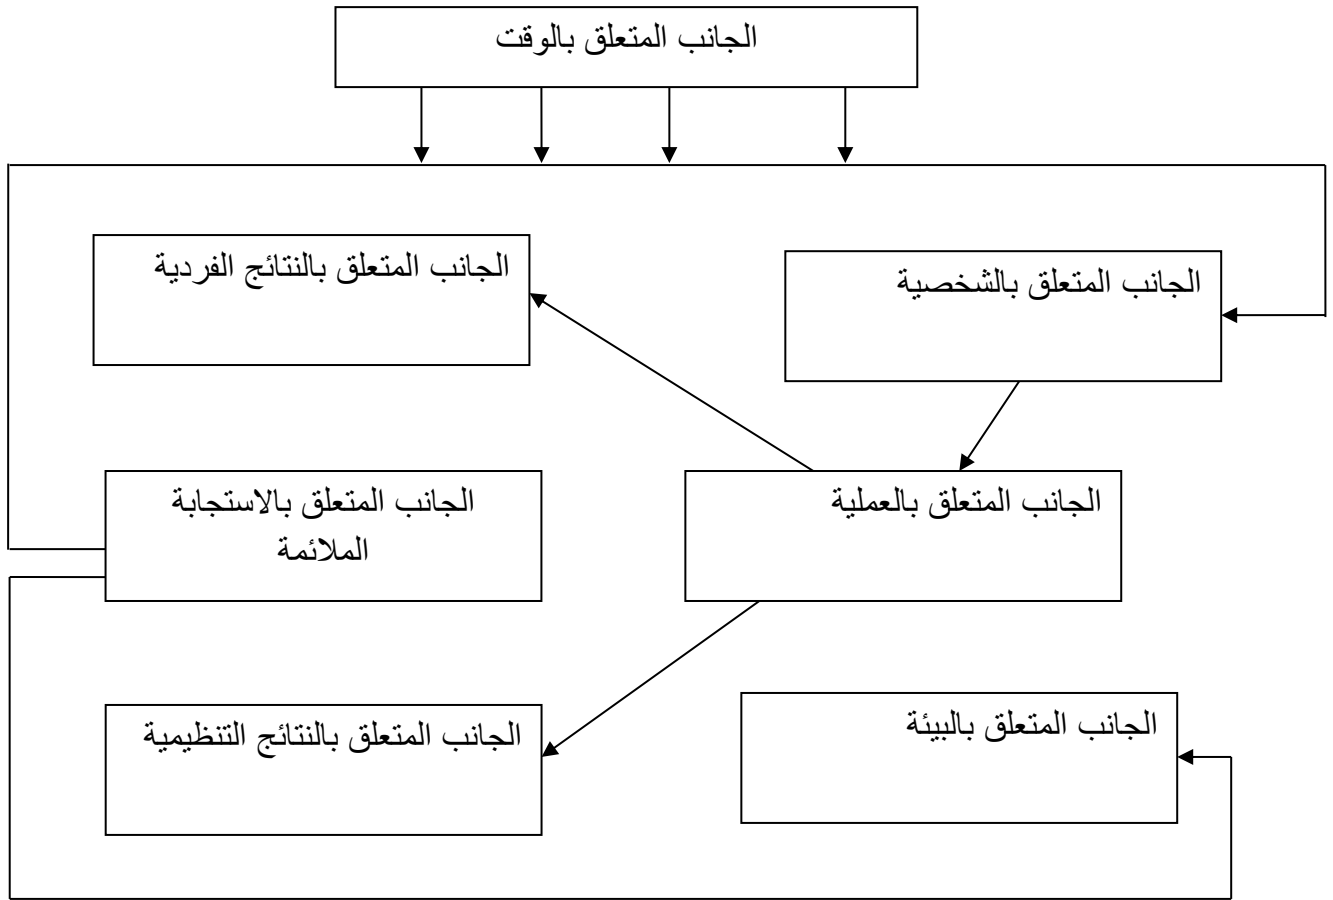 الجانب المتعلق بالوقت
الجانب المتعلق بالشخصية
الجانب المتعلق بالنتائج الفردية
الجانب المتعلق بالعملية
الجانب المتعلق بالاستجابة
الملائمة
الجانب المتعلق بالبيئة
الجانب المتعلق بالنتائج التنظيمية